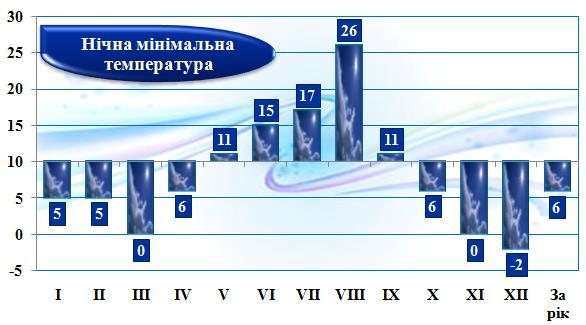 Нічна мінімальна
температура
30
25
20
15
10
5
0
-5
5 5 0 6 11 15 17 26 11 6 0 -2 6
I II III IV V VI VII VIII IX X XI XII За
рік